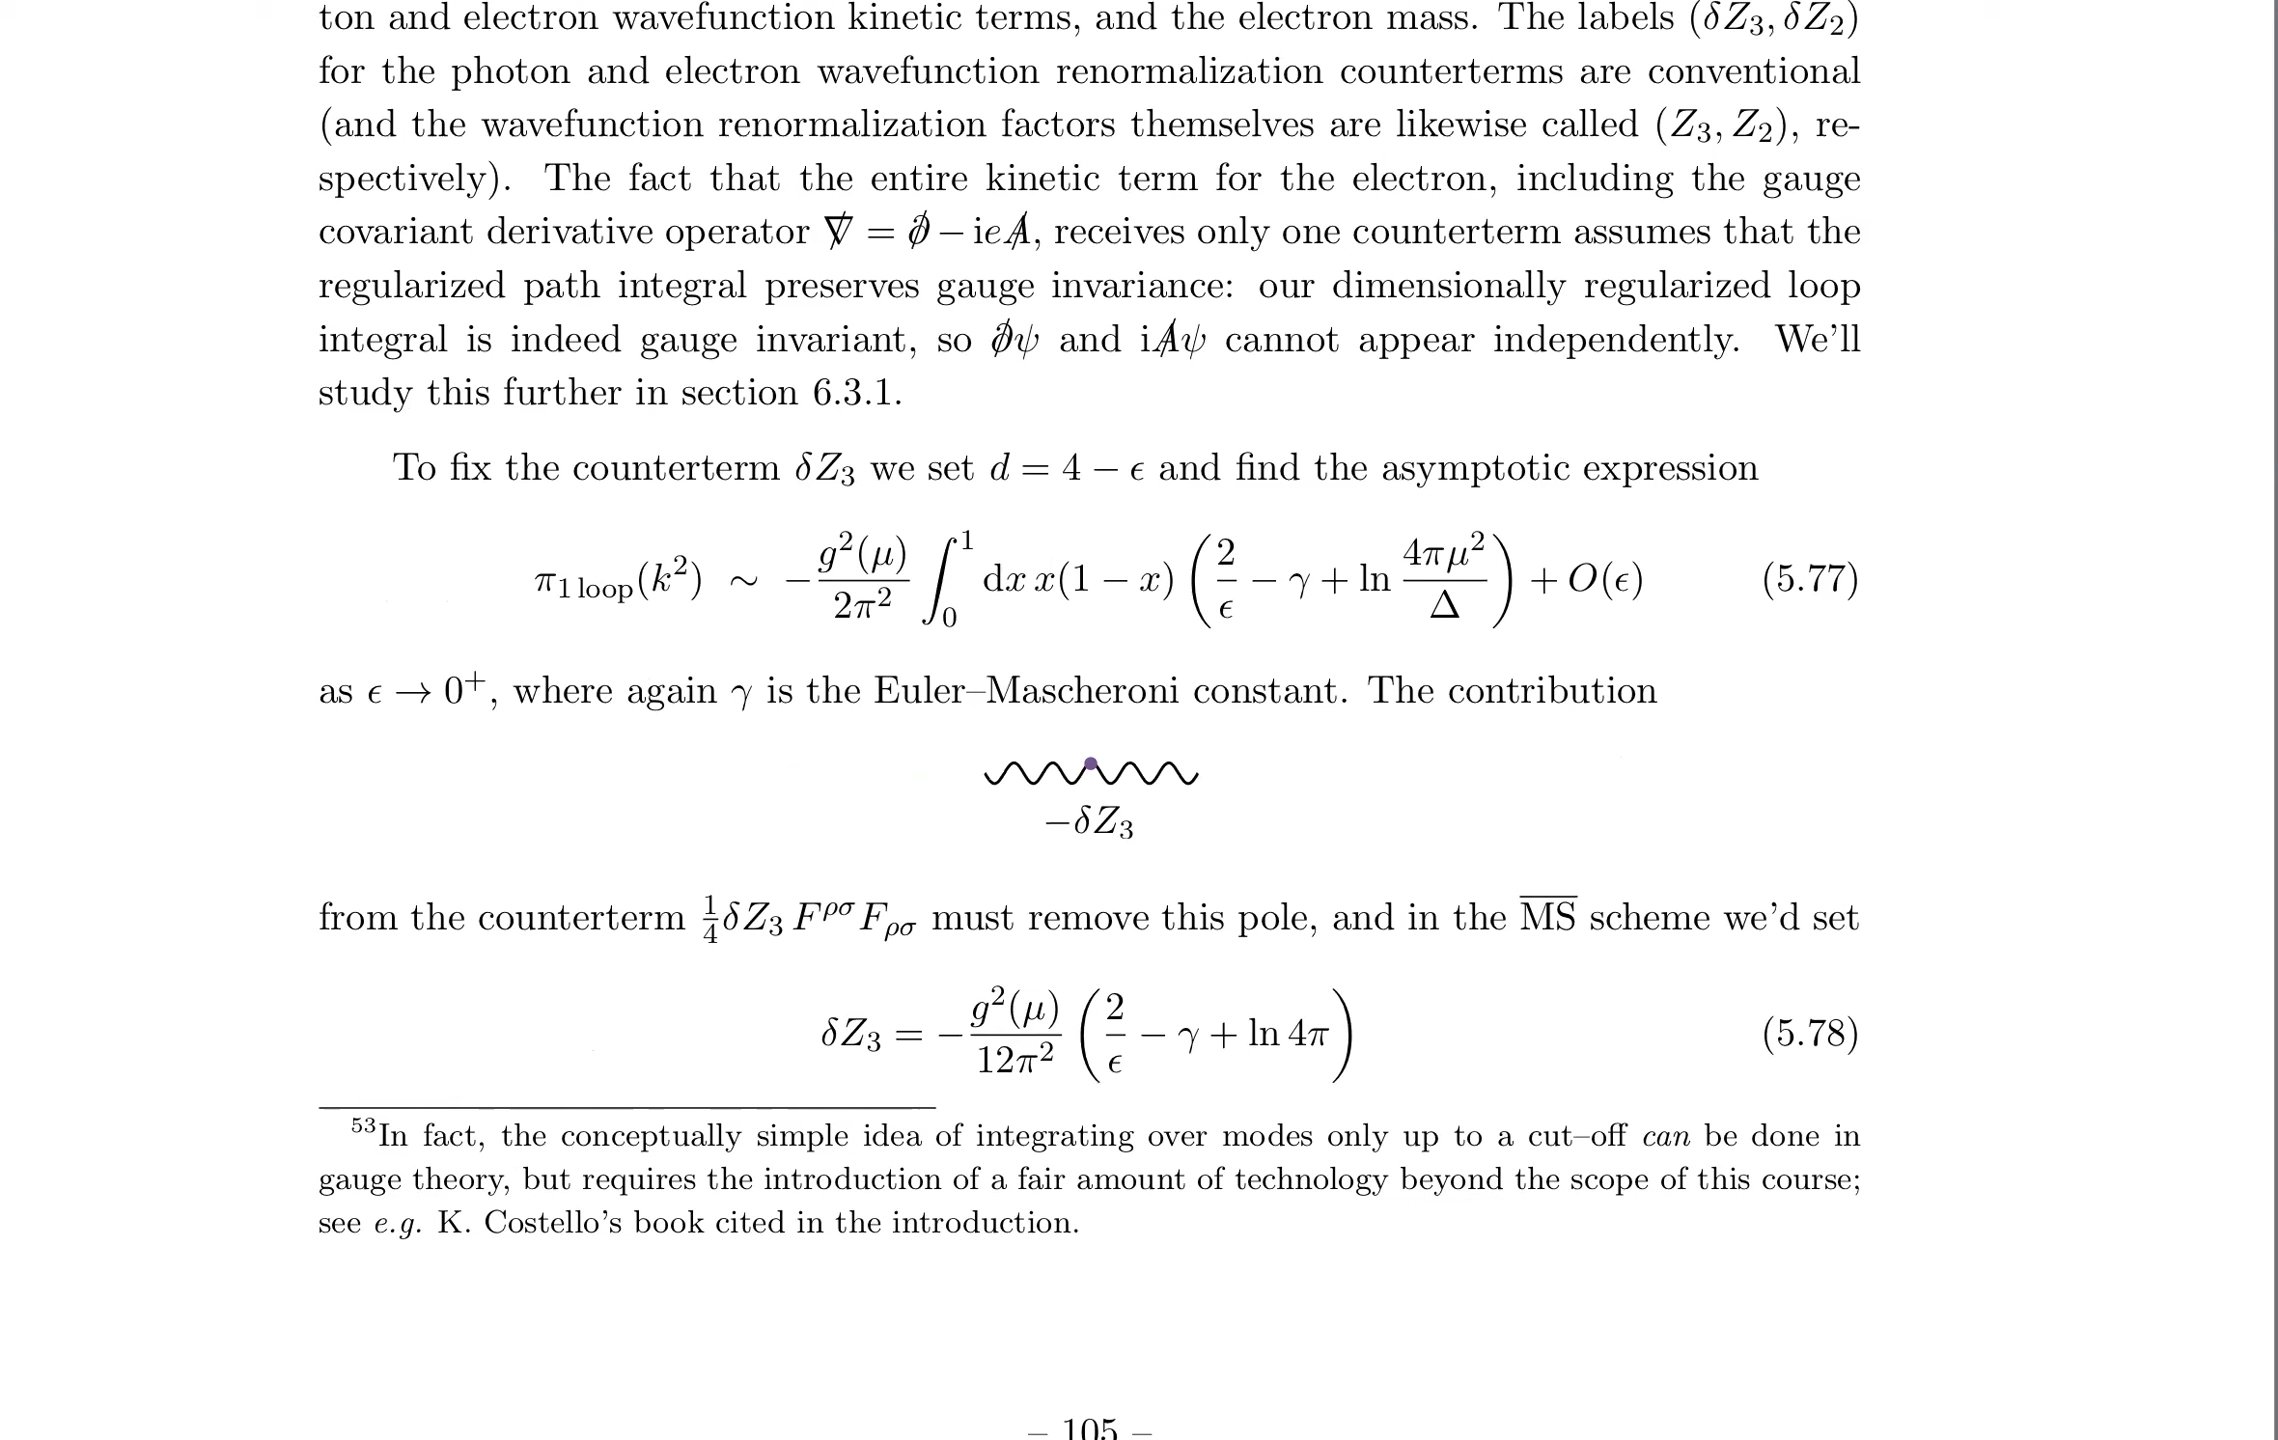 ton and electron wavefunction kinetic terms, and the electron mass. The labels (δZ₃, δZ₂)
for the photon and electron wavefunction renormalization counterterms are conventional
(and the wavefunction renormalization factors themselves are likewise called (Z₃, Z₂), re-
spectively). The fact that the entire kinetic term for the electron, including the gauge
covariant derivative operator ∇̸ = ∂̸ − ieA̸, receives only one counterterm assumes that the
regularized path integral preserves gauge invariance: our dimensionally regularized loop
integral is indeed gauge invariant, so ∂̸ψ and iA̸ψ cannot appear independently. We'll
study this further in section 6.3.1.
To fix the counterterm δZ₃ we set d = 4 − ϵ and find the asymptotic expression
π₁ ₗₒₒₚ(k²) ∼ −g²(μ)/2π² ∫₀¹ dx x(1 − x) (2/ϵ − γ + ln 4πμ²/Δ) + O(ϵ) (5.77)
as ϵ → 0⁺, where again γ is the Euler–Mascheroni constant. The contribution
−δZ₃
from the counterterm ¼δZ₃ F^{ρσ}F_{ρσ} must remove this pole, and in the M̅S̅ scheme we'd set
δZ₃ = −g²(μ)/12π² (2/ϵ − γ + ln 4π) (5.78)
⁵³In fact, the conceptually simple idea of integrating over modes only up to a cut–off can be done in
gauge theory, but requires the introduction of a fair amount of technology beyond the scope of this course;
see e.g. K. Costello's book cited in the introduction.
– 105 –